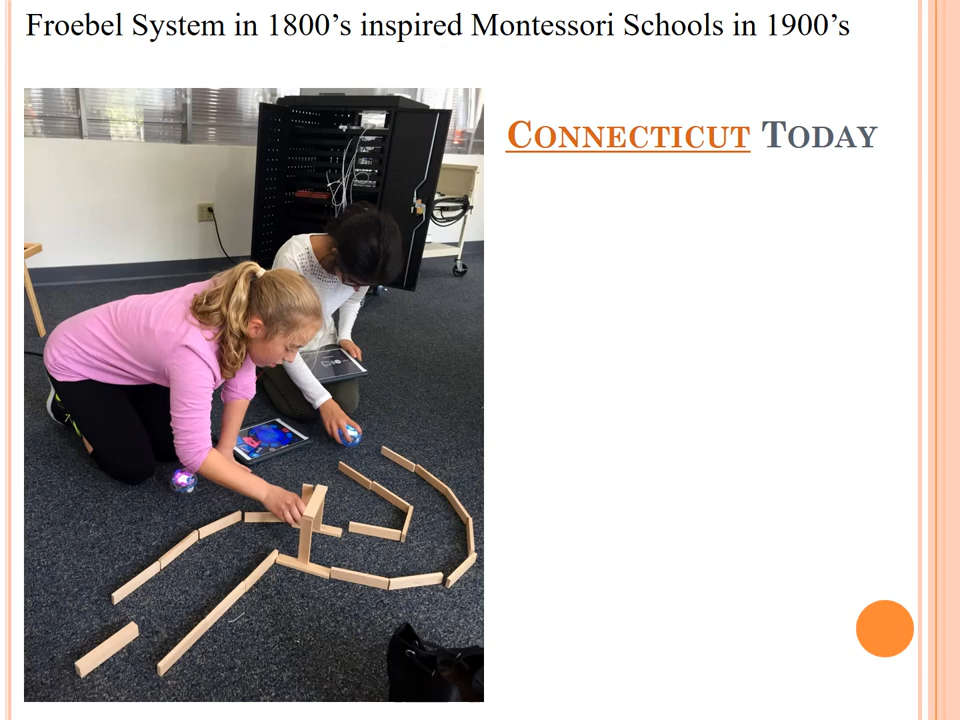 Froebel System in 1800’s inspired Montessori Schools in 1900’s
Connecticut Today